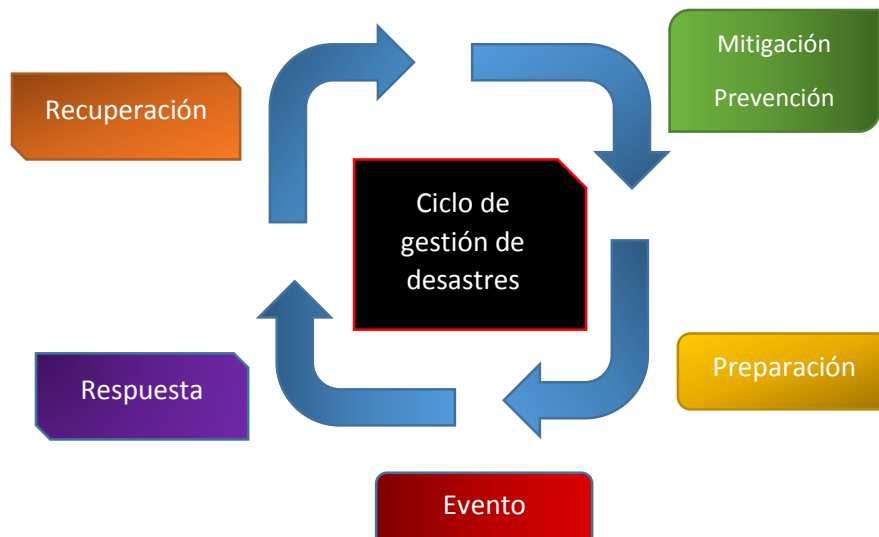 Mitigación
Prevención
Recuperación
Ciclo de
gestión de
desastres
Preparación
Respuesta
Evento